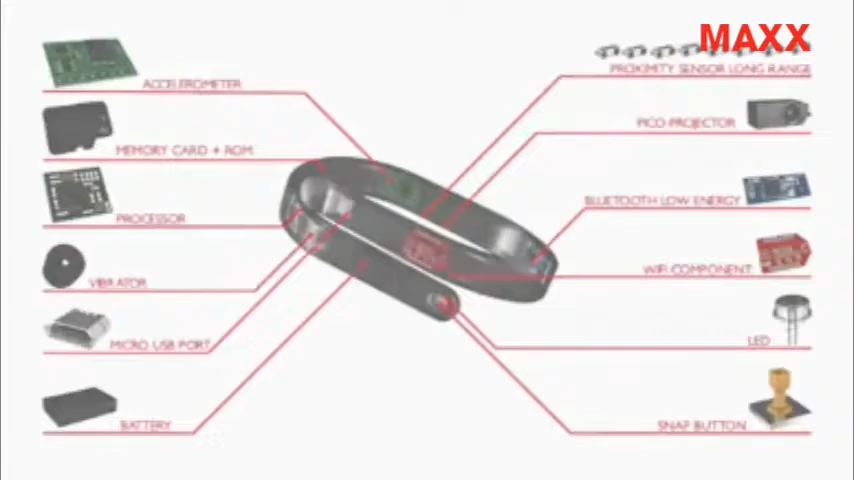 MAXX
ACCELEROMETER
PROXIMITY SENSOR LONG RANGE
MEMORY CARD + ROM
PICO PROJECTOR
PROCESSOR
BLUETOOTH LOW ENERGY
VIBRATOR
WIFI COMPONENT
MICRO USB PORT
LED
BATTERY
SNAP BUTTON